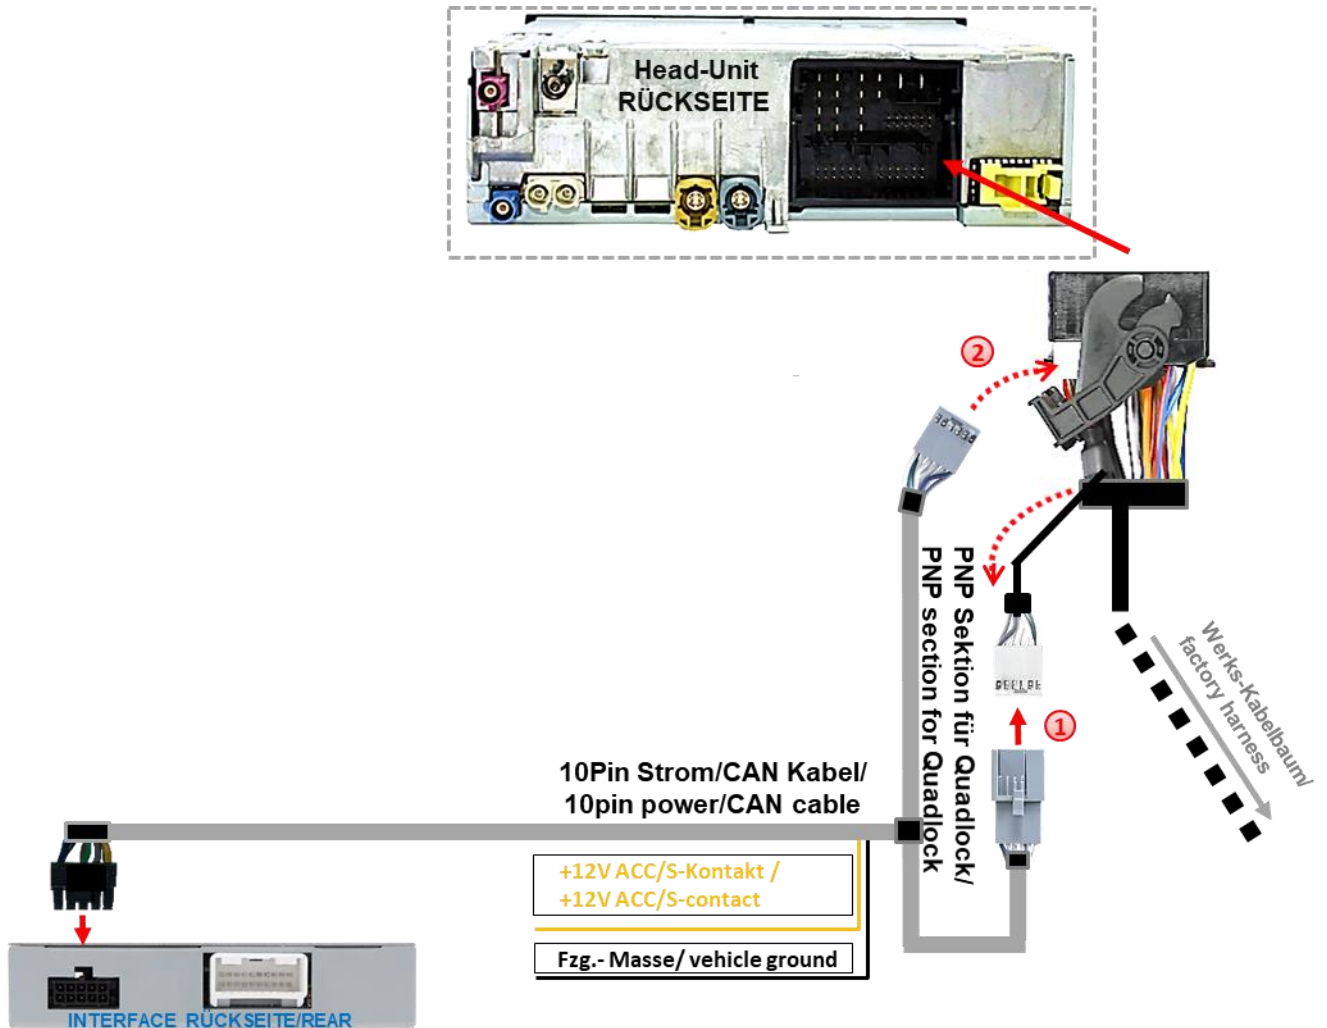 Head-Unit
RÜCKSEITE
2
PNP Sektion für Quadlock/
PNP section for Quadlock
1
Werks-Kabelbaum/
factory harness
10Pin Strom/CAN Kabel/
10pin power/CAN cable
+12V ACC/S-Kontakt /
+12V ACC/S-contact
Fzg.- Masse/ vehicle ground
INTERFACE RÜCKSEITE/REAR